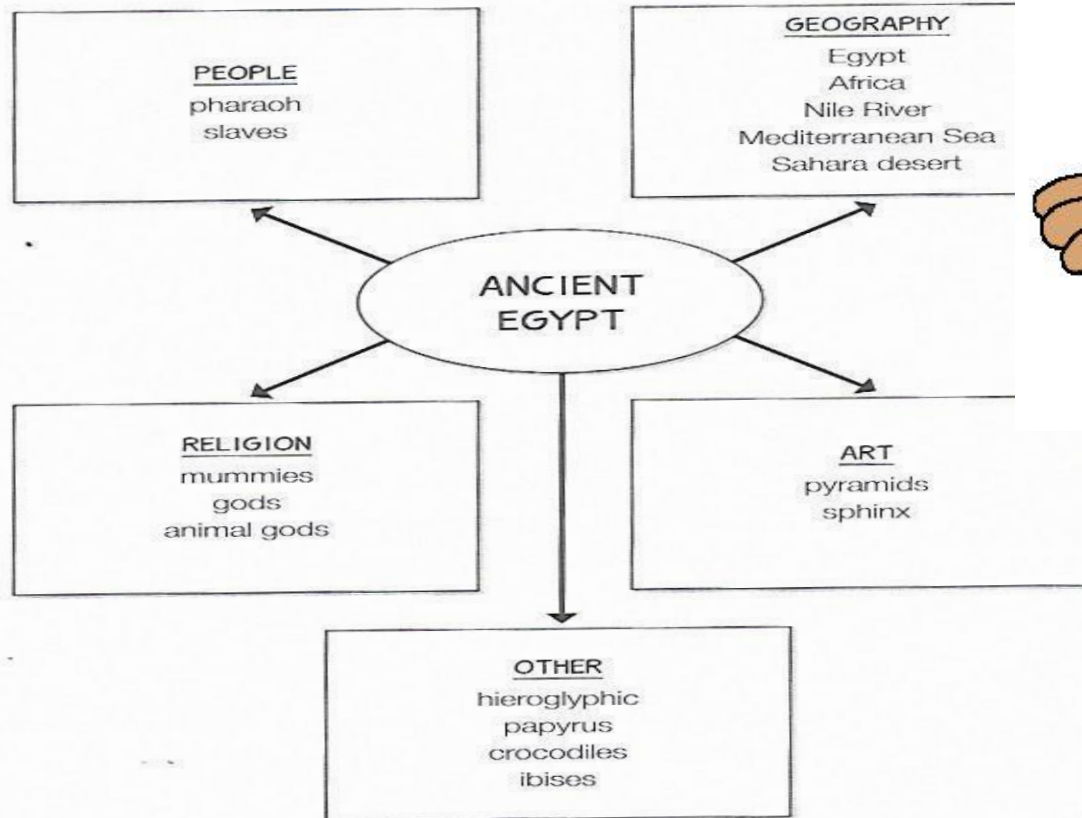 PEOPLE
pharaoh
slaves
GEOGRAPHY
Egypt
Africa
Nile River
Mediterranean Sea
Sahara desert
ANCIENT
EGYPT
RELIGION
mummies
gods
animal gods
ART
pyramids
sphinx
OTHER
hieroglyphic
papyrus
crocodiles
ibises